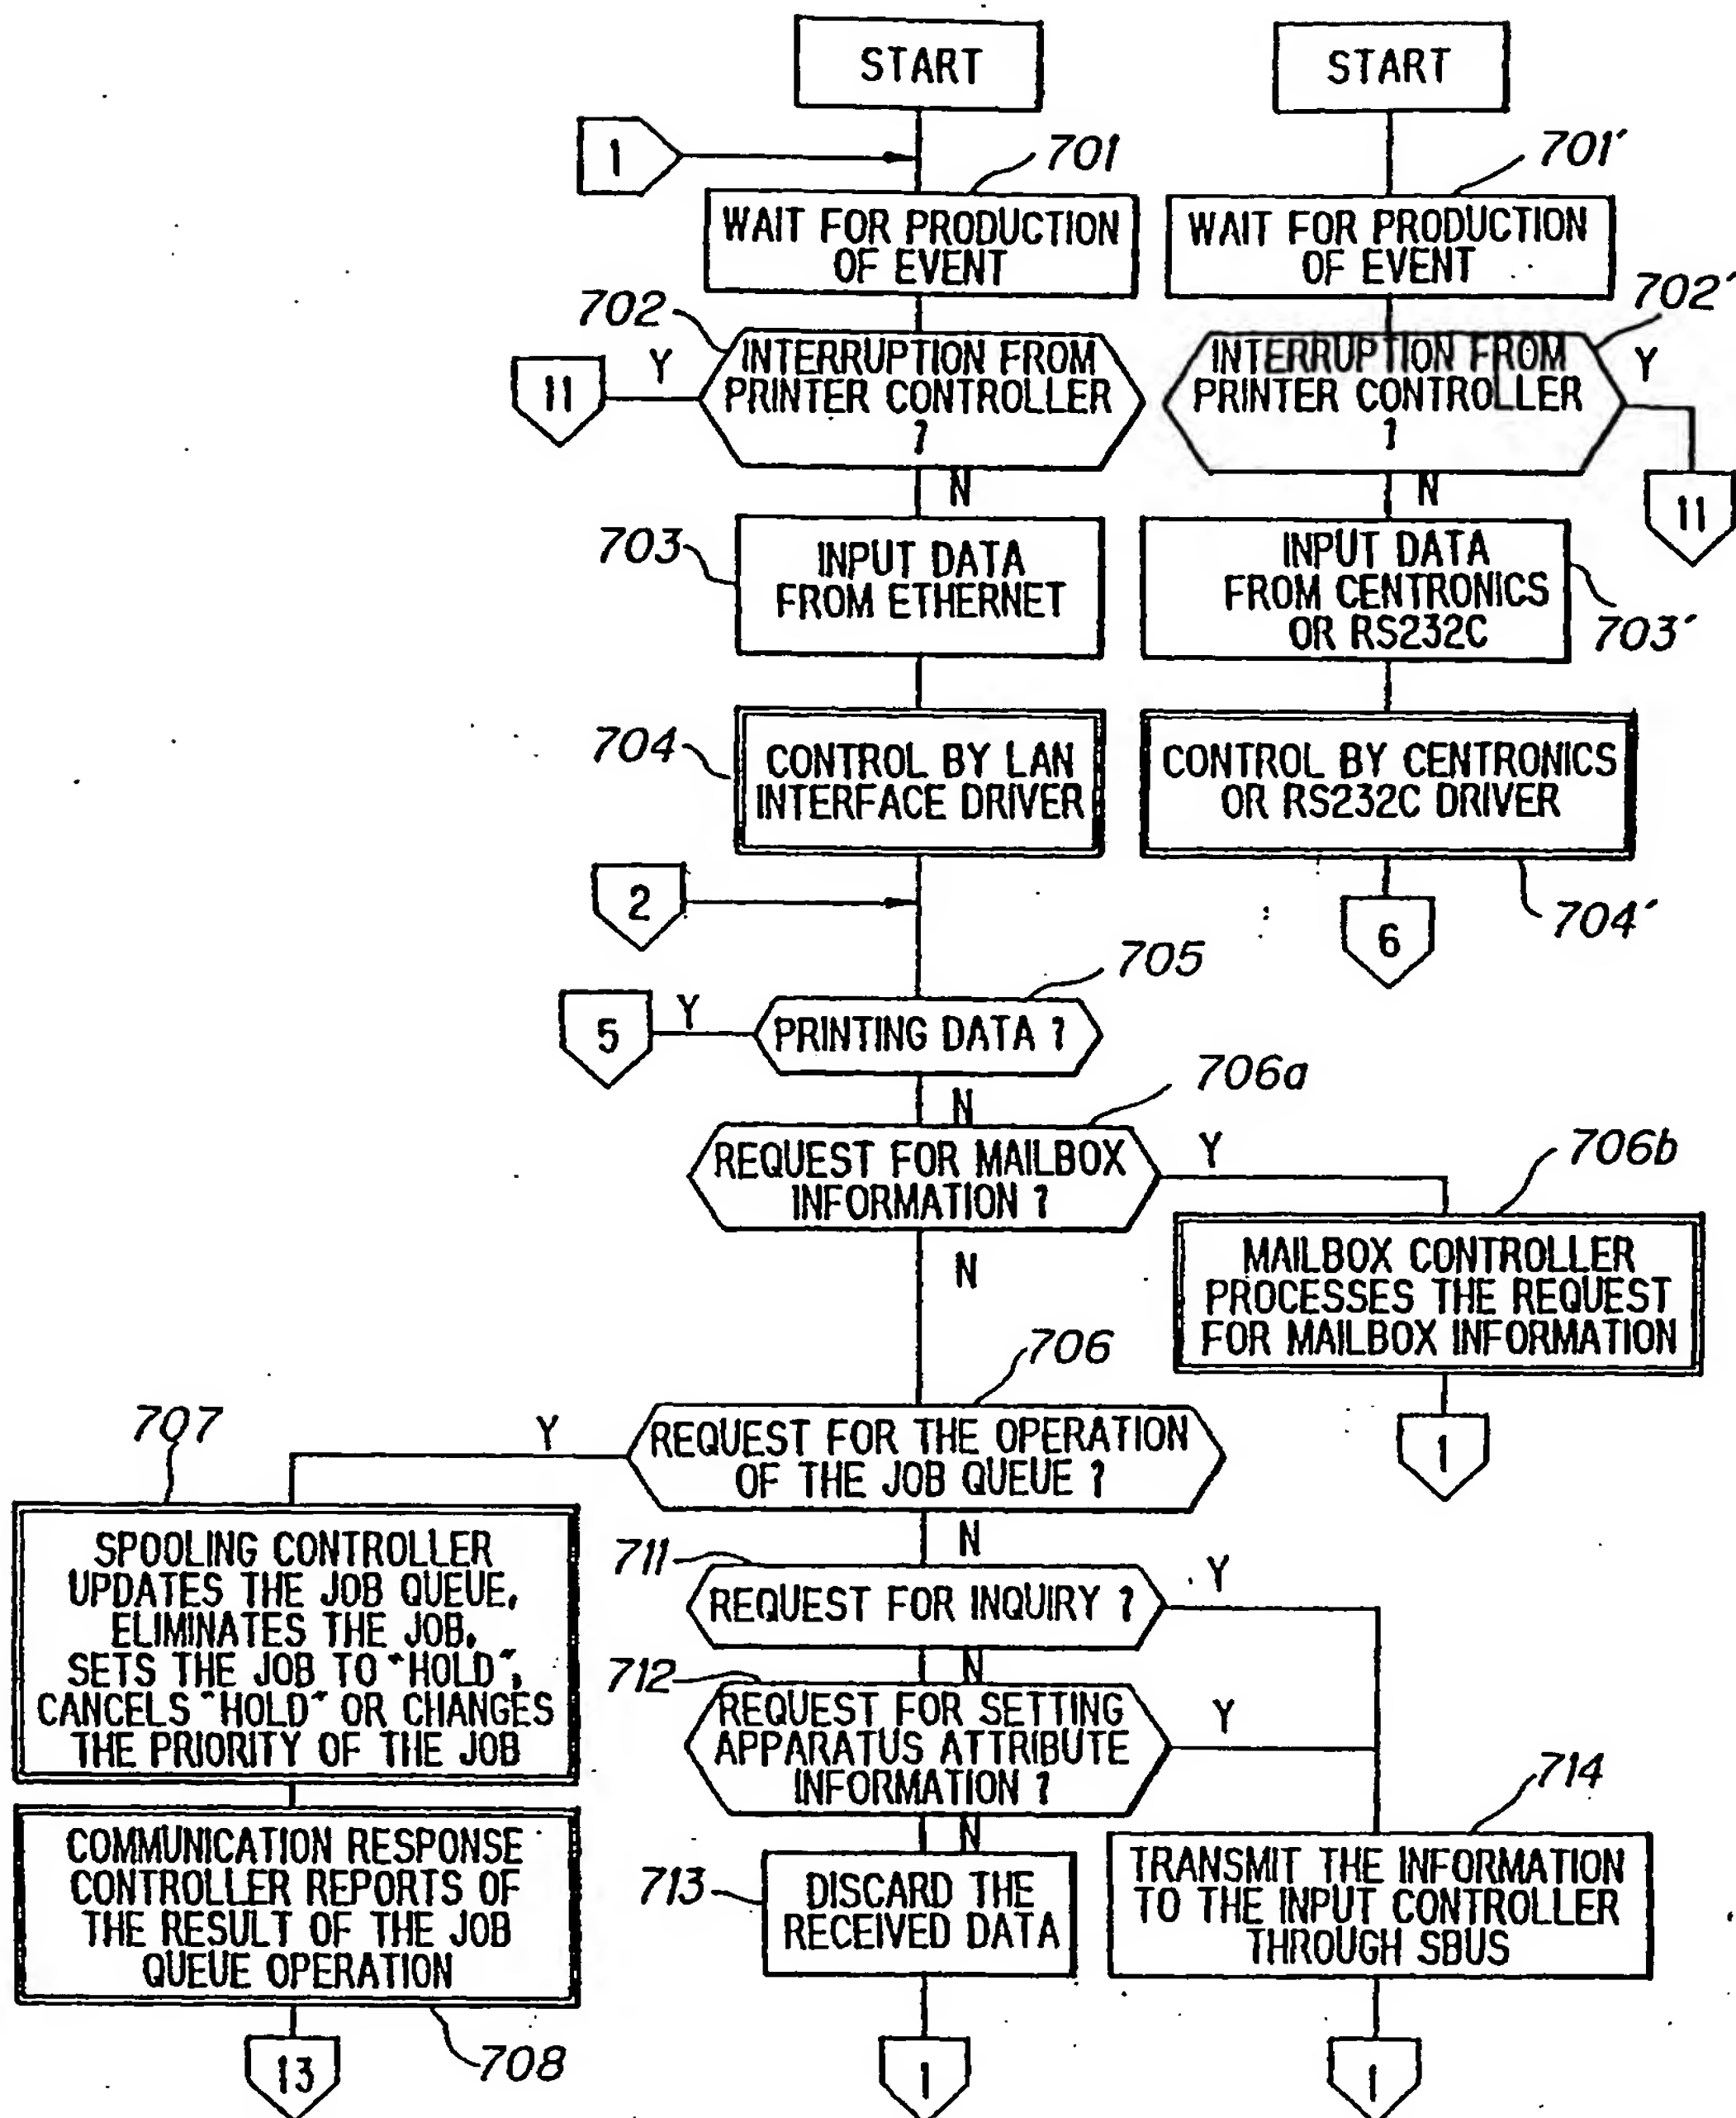 START
START
1
701
701′
WAIT FOR PRODUCTION
OF EVENT
WAIT FOR PRODUCTION
OF EVENT
702
702′
11
Y
INTERRUPTION FROM
PRINTER CONTROLLER
?
INTERRUPTION FROM
PRINTER CONTROLLER
?
Y
11
N
N
703
INPUT DATA
FROM ETHERNET
INPUT DATA
FROM CENTRONICS
OR RS232C
703′
704
CONTROL BY LAN
INTERFACE DRIVER
CONTROL BY CENTRONICS
OR RS232C DRIVER
2
6
704′
705
5
Y
PRINTING DATA ?
N
706a
REQUEST FOR MAILBOX
INFORMATION ?
Y
706b
N
MAILBOX CONTROLLER
PROCESSES THE REQUEST
FOR MAILBOX INFORMATION
1
706
707
Y
REQUEST FOR THE OPERATION
OF THE JOB QUEUE ?
N
SPOOLING CONTROLLER
UPDATES THE JOB QUEUE,
ELIMINATES THE JOB,
SETS THE JOB TO "HOLD",
CANCELS "HOLD" OR CHANGES
THE PRIORITY OF THE JOB
711
REQUEST FOR INQUIRY ?
Y
N
712
REQUEST FOR SETTING
APPARATUS ATTRIBUTE
INFORMATION ?
Y
N
714
COMMUNICATION RESPONSE
CONTROLLER REPORTS OF
THE RESULT OF THE JOB
QUEUE OPERATION
713
DISCARD THE
RECEIVED DATA
TRANSMIT THE INFORMATION
TO THE INPUT CONTROLLER
THROUGH SBUS
13
708
1
1